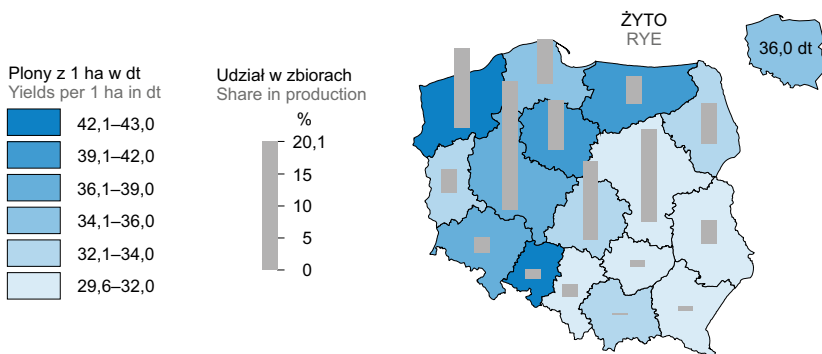 ŻYTO
RYE
36,0 dt
Plony z 1 ha w dt
Yields per 1 ha in dt
42,1–43,0
39,1–42,0
36,1–39,0
34,1–36,0
32,1–34,0
29,6–32,0
Udział w zbiorach
Share in production
%
20,1
15
10
5
0